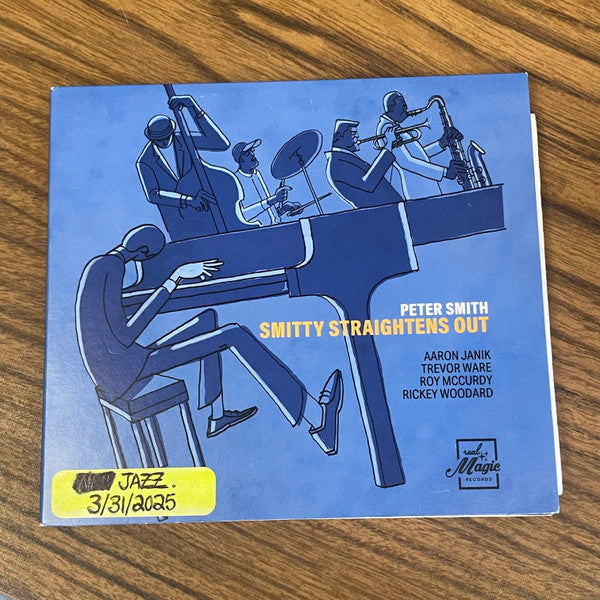 PETER SMITH
SMITTY STRAIGHTENS OUT
AARON JANIK
TREVOR WARE
ROY MCCURDY
RICKEY WOODARD
real
Magic
RECORDS
JAZZ.
3/31/2025